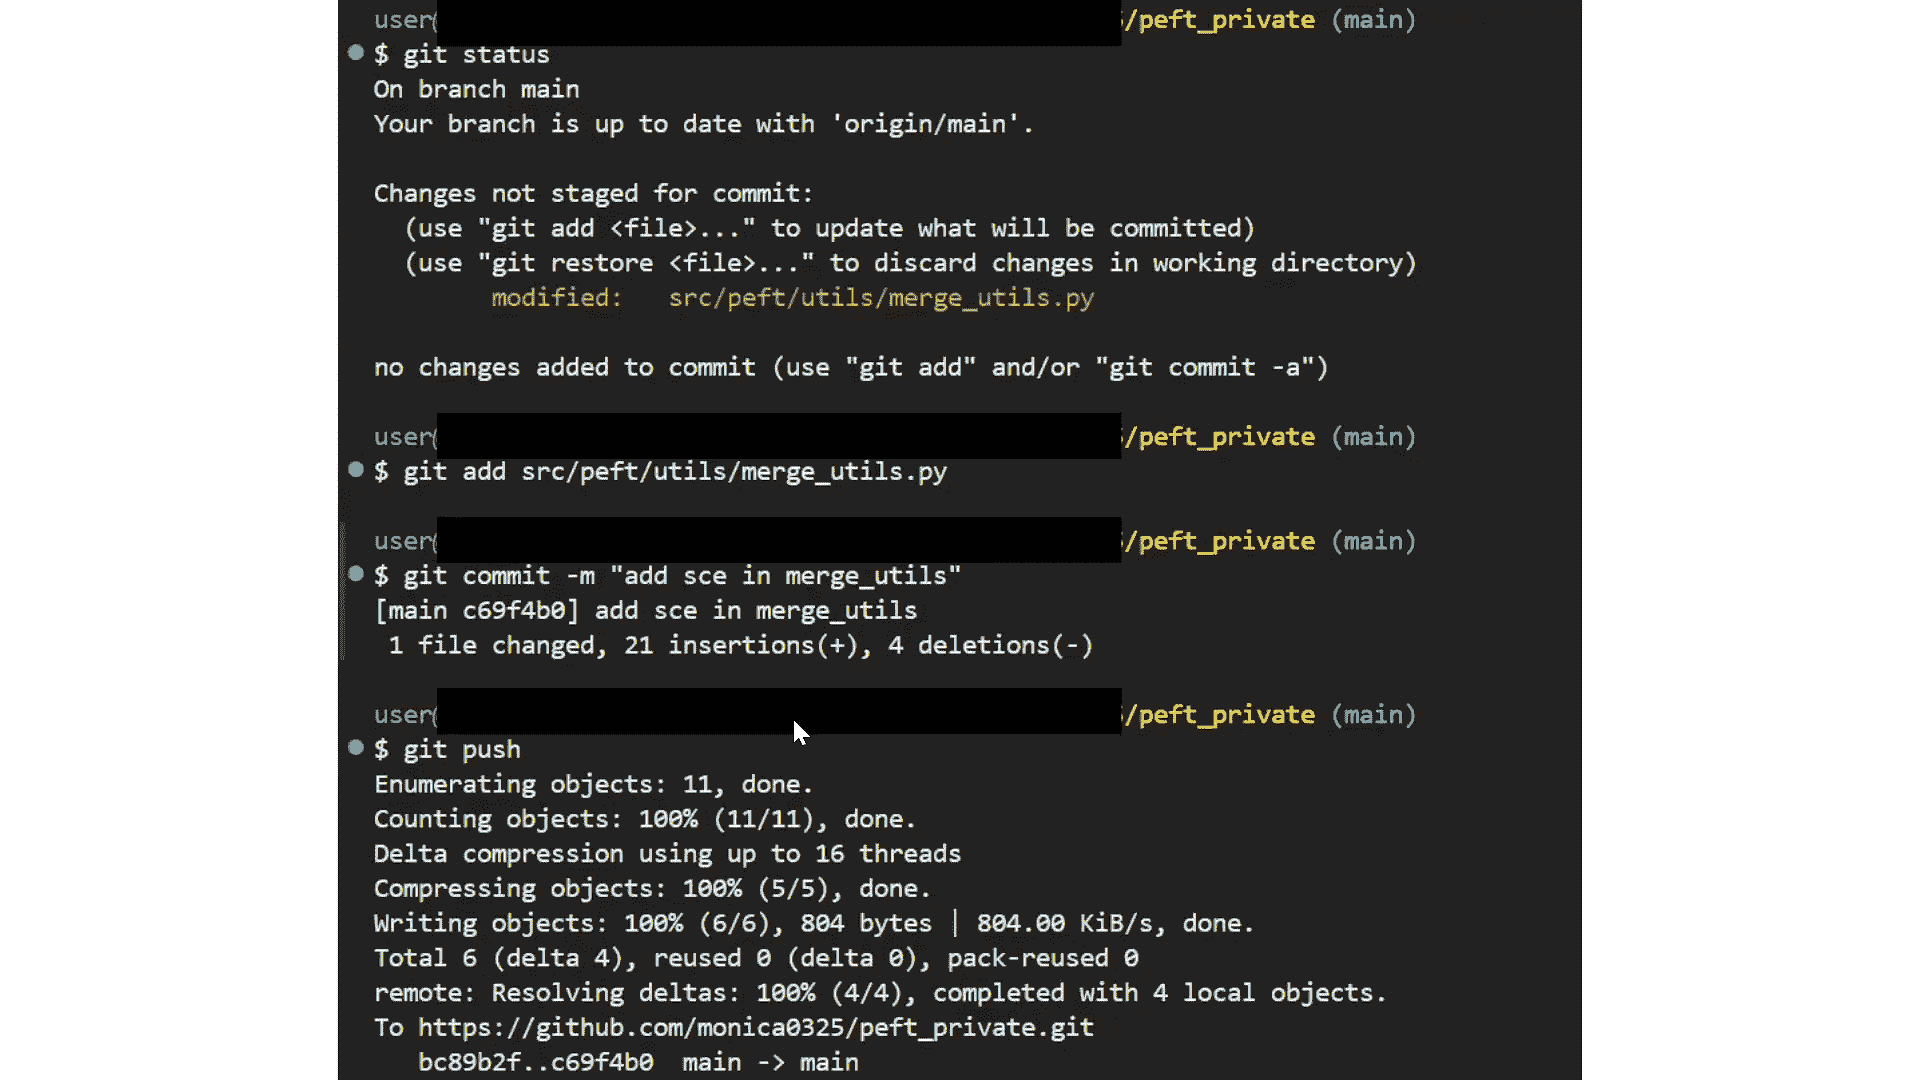 user(/peft_private (main)
$ git status
On branch main
Your branch is up to date with 'origin/main'.
Changes not staged for commit:
(use "git add <file>..." to update what will be committed)
(use "git restore <file>..." to discard changes in working directory)
modified:   src/peft/utils/merge_utils.py
no changes added to commit (use "git add" and/or "git commit -a")
user(/peft_private (main)
$ git add src/peft/utils/merge_utils.py
user(/peft_private (main)
$ git commit -m "add sce in merge_utils"
[main c69f4b0] add sce in merge_utils
1 file changed, 21 insertions(+), 4 deletions(-)
user(/peft_private (main)
$ git push
Enumerating objects: 11, done.
Counting objects: 100% (11/11), done.
Delta compression using up to 16 threads
Compressing objects: 100% (5/5), done.
Writing objects: 100% (6/6), 804 bytes | 804.00 KiB/s, done.
Total 6 (delta 4), reused 0 (delta 0), pack-reused 0
remote: Resolving deltas: 100% (4/4), completed with 4 local objects.
To https://github.com/monica0325/peft_private.git
bc89b2f..c69f4b0  main -> main